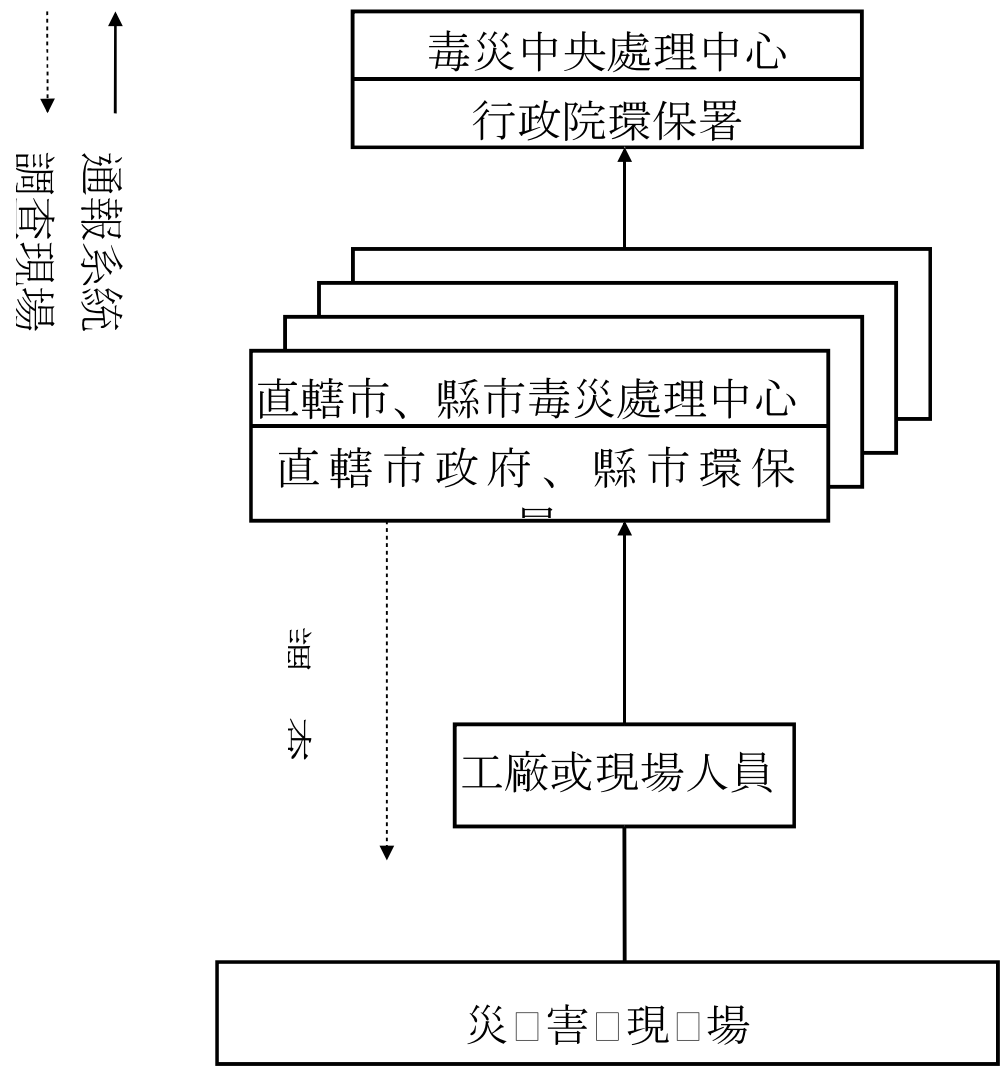 毒災中央處理中心
行政院環保署
通報系統
調查現場
直轄市、縣市毒災處理中心
直轄市政府、縣市環保
工廠或現場人員
災□害□現□場